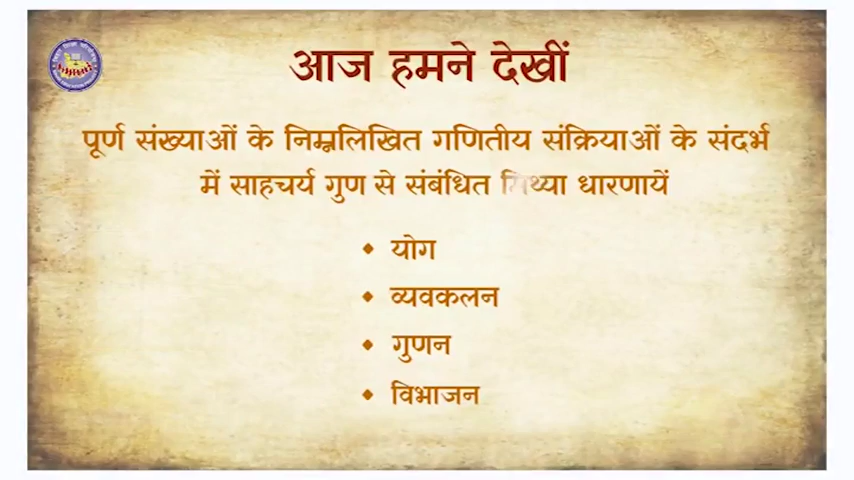 आज हमने देखीं
पूर्ण संख्याओं के निम्नलिखित गणितीय संक्रियाओं के संदर्भ
में साहचर्य गुण से संबंधित मिथ्या धारणायें
• योग
• व्यवकलन
• गुणन
• विभाजन